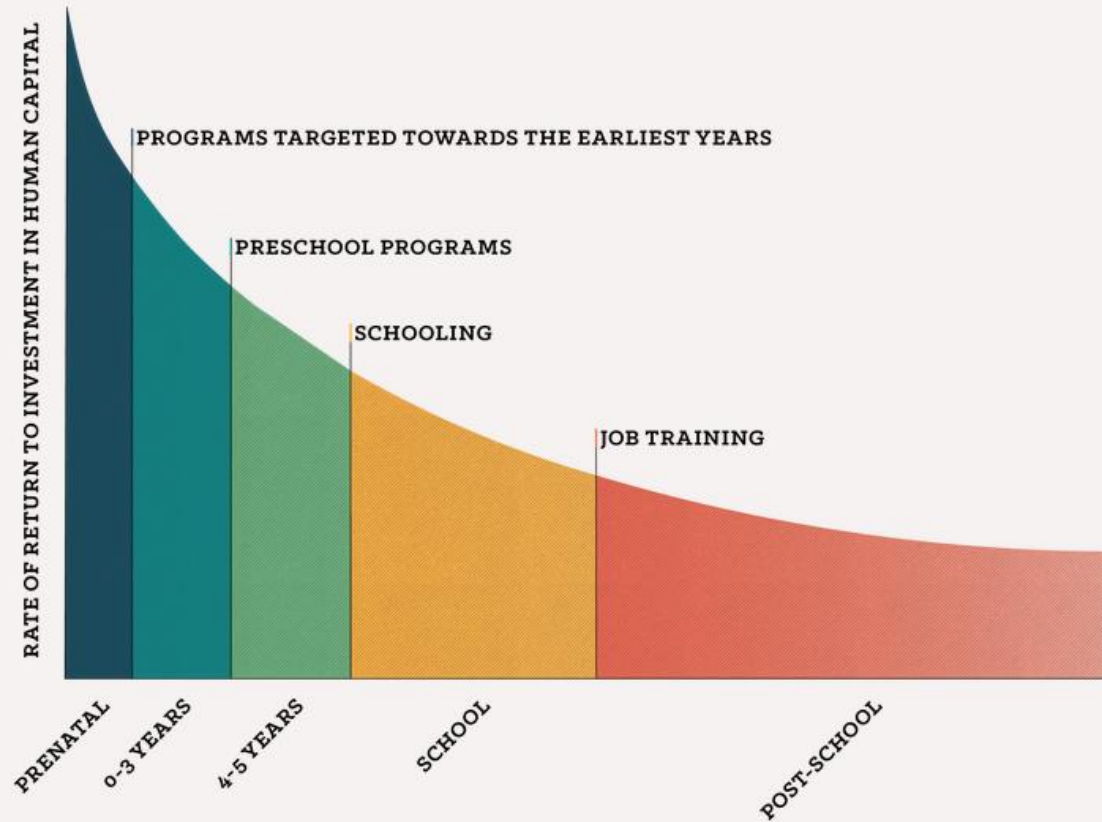 RATE OF RETURN TO INVESTMENT IN HUMAN CAPITAL
PROGRAMS TARGETED TOWARDS THE EARLIEST YEARS
PRESCHOOL PROGRAMS
SCHOOLING
JOB TRAINING
PRENATAL
0-3 YEARS
4-5 YEARS
SCHOOL
POST-SCHOOL